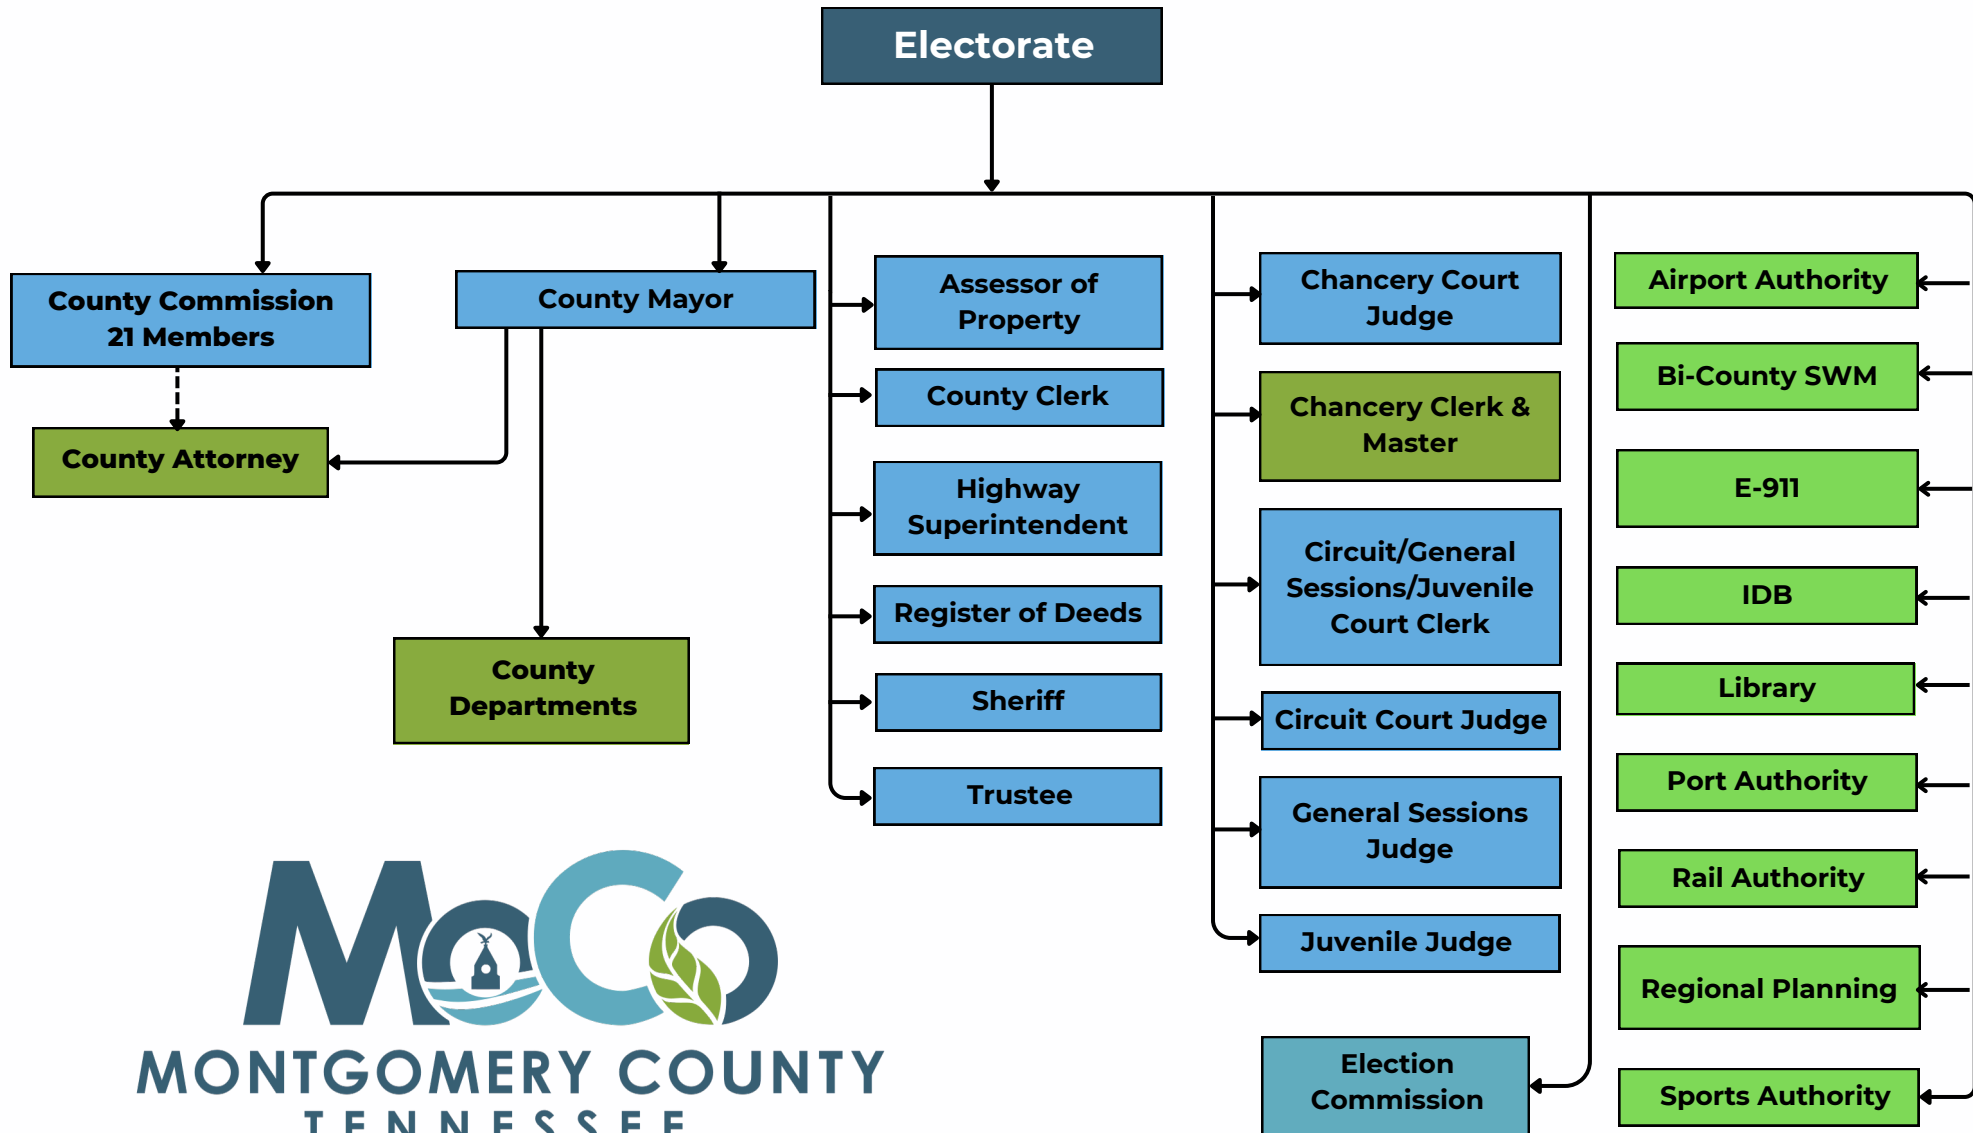 Electorate
County Commission
21 Members
County Attorney
County Mayor
County
Departments
Assessor of
Property
County Clerk
Highway
Superintendent
Register of Deeds
Sheriff
Trustee
Chancery Court
Judge
Chancery Clerk &
Master
Circuit/General
Sessions/Juvenile
Court Clerk
Circuit Court Judge
General Sessions
Judge
Juvenile Judge
Election
Commission
Airport Authority
Bi-County SWM
E-911
IDB
Library
Port Authority
Rail Authority
Regional Planning
Sports Authority
MoCo
MONTGOMERY COUNTY
TENNESSEE